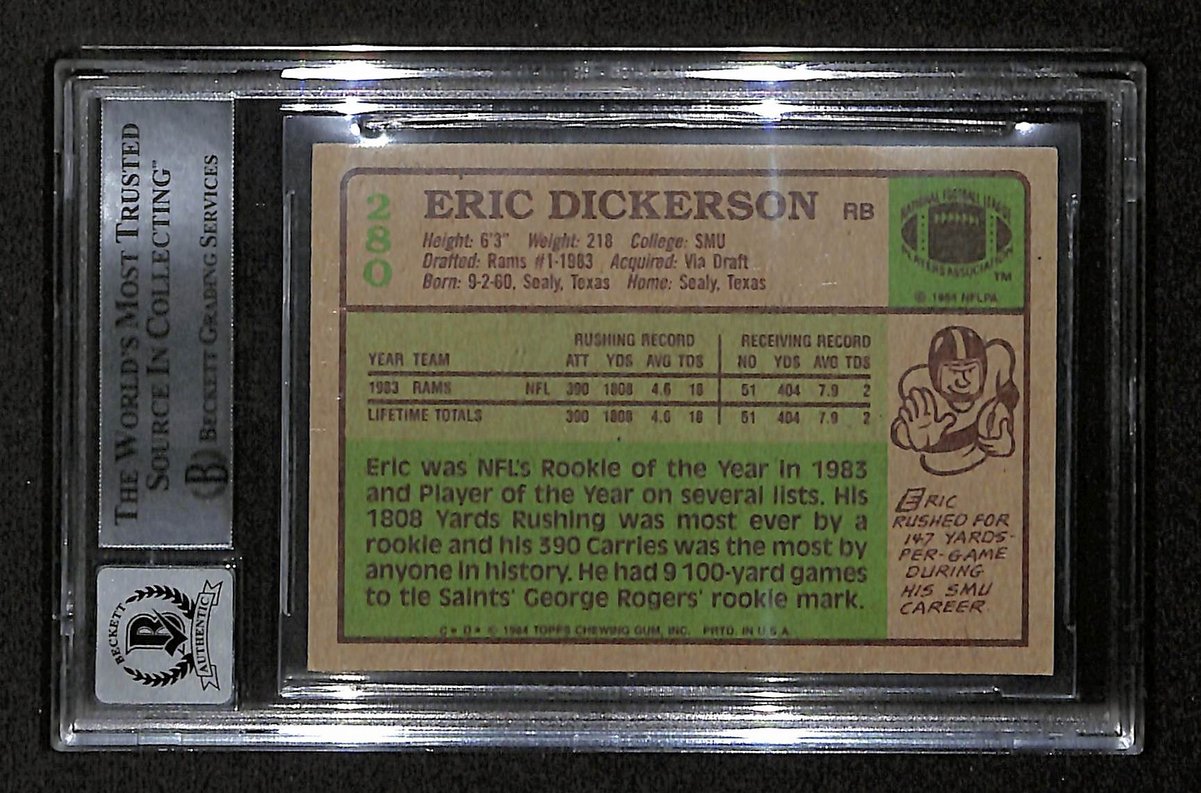 THE WORLD'S MOST TRUSTED
SOURCE IN COLLECTING"
BECKETT GRADING SERVICES
BECKETT
AUTHENTIC
280
ERIC DICKERSON RB
Height: 6'3" Weight: 218 College: SMU
Drafted: Rams #1-1983 Acquired: Via Draft
Born: 9-2-60, Sealy, Texas Home: Sealy, Texas
NATIONAL FOOTBALL LEAGUE
PLAYERS ASSOCIATION
TM
© 1984 NFLPA
RUSHING RECORD RECEIVING RECORD
YEAR TEAM ATT YDS AVG TDS NO YDS AVG TDS
1983 RAMS NFL 390 1808 4.6 18 51 404 7.9 2
LIFETIME TOTALS 390 1808 4.6 18 51 404 7.9 2
Eric was NFL's Rookie of the Year in 1983
and Player of the Year on several lists. His
1808 Yards Rushing was most ever by a
rookie and his 390 Carries was the most by
anyone in history. He had 9 100-yard games
to tie Saints' George Rogers' rookie mark.
ERIC
RUSHED FOR
147 YARDS-
PER-GAME
DURING
HIS SMU
CAREER
C* D* © 1984 TOPPS CHEWING GUM, INC. PRTD. IN U.S.A.